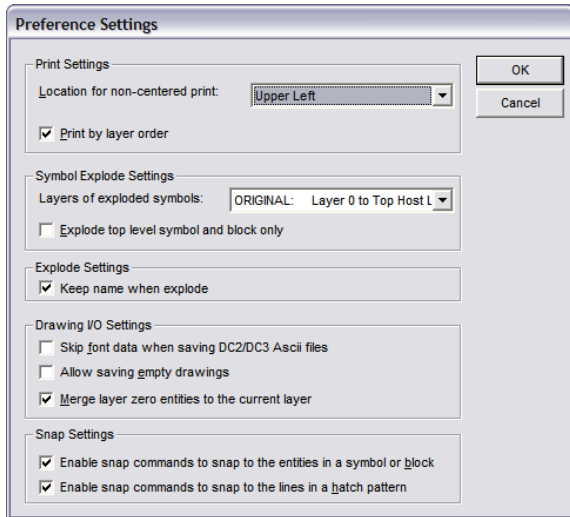 Preference Settings
Print Settings
Location for non-centered print: Upper Left
Print by layer order
OK
Cancel
Symbol Explode Settings
Layers of exploded symbols: ORIGINAL: Layer 0 to Top Host L
Explode top level symbol and block only
Explode Settings
Keep name when explode
Drawing I/O Settings
Skip font data when saving DC2/DC3 Ascii files
Allow saving empty drawings
Merge layer zero entities to the current layer
Snap Settings
Enable snap commands to snap to the entities in a symbol or block
Enable snap commands to snap to the lines in a hatch pattern